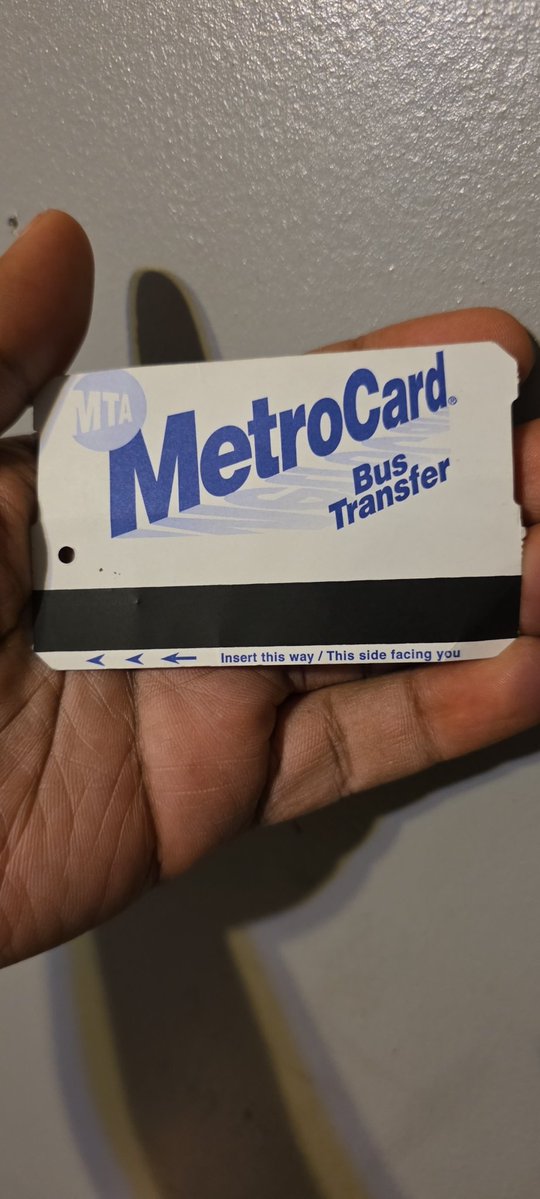 MTA
MetroCard®
Bus
Transfer
Insert this way / This side facing you